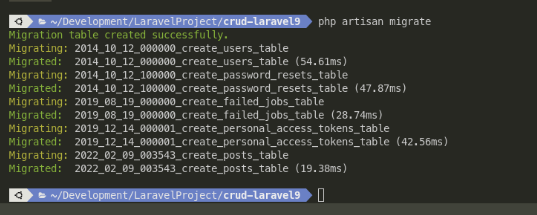 ~/Development/LaravelProject/crud-laravel9 php artisan migrate
Migration table created successfully.
Migrating: 2014_10_12_000000_create_users_table
Migrated:  2014_10_12_000000_create_users_table (54.61ms)
Migrating: 2014_10_12_100000_create_password_resets_table
Migrated:  2014_10_12_100000_create_password_resets_table (47.87ms)
Migrating: 2019_08_19_000000_create_failed_jobs_table
Migrated:  2019_08_19_000000_create_failed_jobs_table (28.74ms)
Migrating: 2019_12_14_000001_create_personal_access_tokens_table
Migrated:  2019_12_14_000001_create_personal_access_tokens_table (42.56ms)
Migrating: 2022_02_09_003543_create_posts_table
Migrated:  2022_02_09_003543_create_posts_table (19.38ms)
~/Development/LaravelProject/crud-laravel9